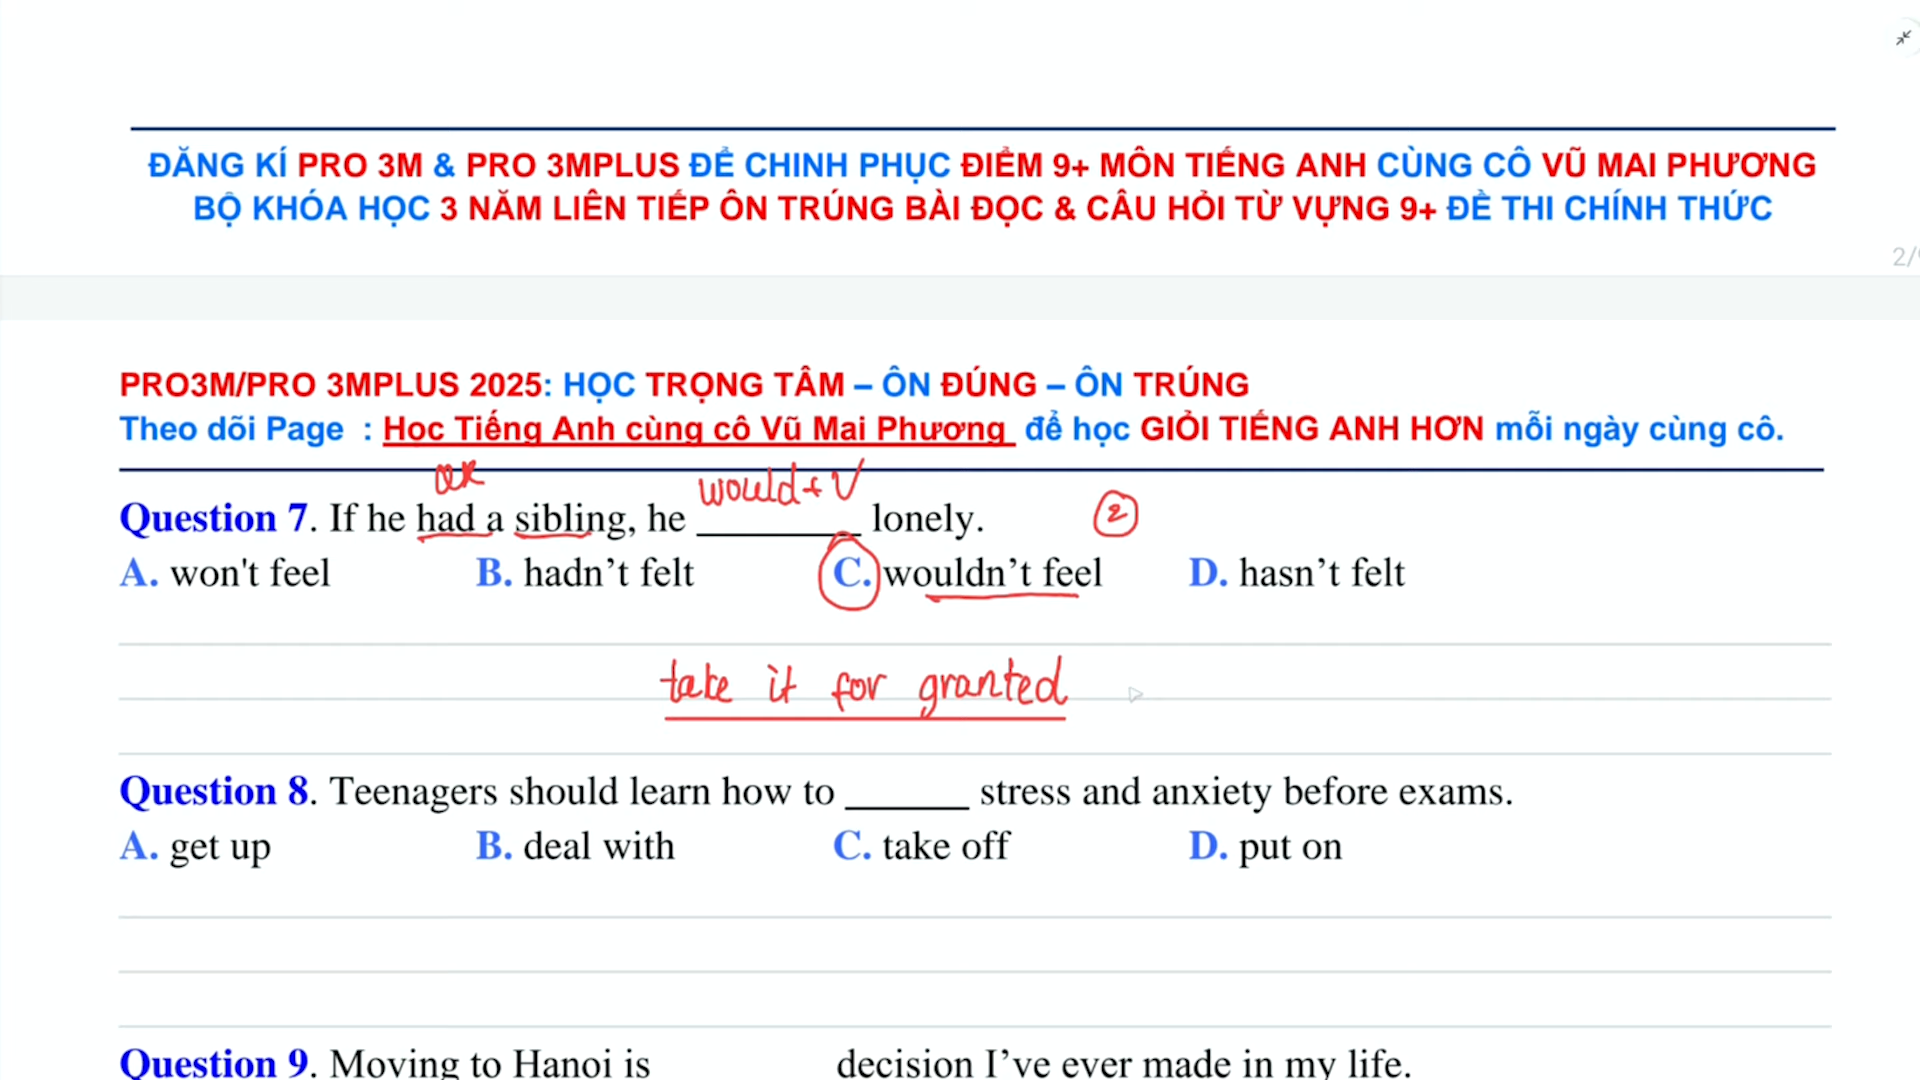 ĐĂNG KÍ PRO 3M & PRO 3MPLUS ĐỂ CHINH PHỤC ĐIỂM 9+ MÔN TIẾNG ANH CÙNG CÔ VŨ MAI PHƯƠNG
BỘ KHÓA HỌC 3 NĂM LIÊN TIẾP ÔN TRÚNG BÀI ĐỌC & CÂU HỎI TỪ VỰNG 9+ ĐỀ THI CHÍNH THỨC
2/
PRO3M/PRO 3MPLUS 2025: HỌC TRỌNG TÂM – ÔN ĐÚNG – ÔN TRÚNG
Theo dõi Page : Học Tiếng Anh cùng cô Vũ Mai Phương để học GIỎI TIẾNG ANH HƠN mỗi ngày cùng cô.
would + V
Question 7. If he had a sibling, he ________ lonely. 2
A. won't feel B. hadn’t felt C. wouldn’t feel D. hasn’t felt
take it for granted
Question 8. Teenagers should learn how to ______ stress and anxiety before exams.
A. get up B. deal with C. take off D. put on
Question 9. Moving to Hanoi is decision I’ve ever made in my life.